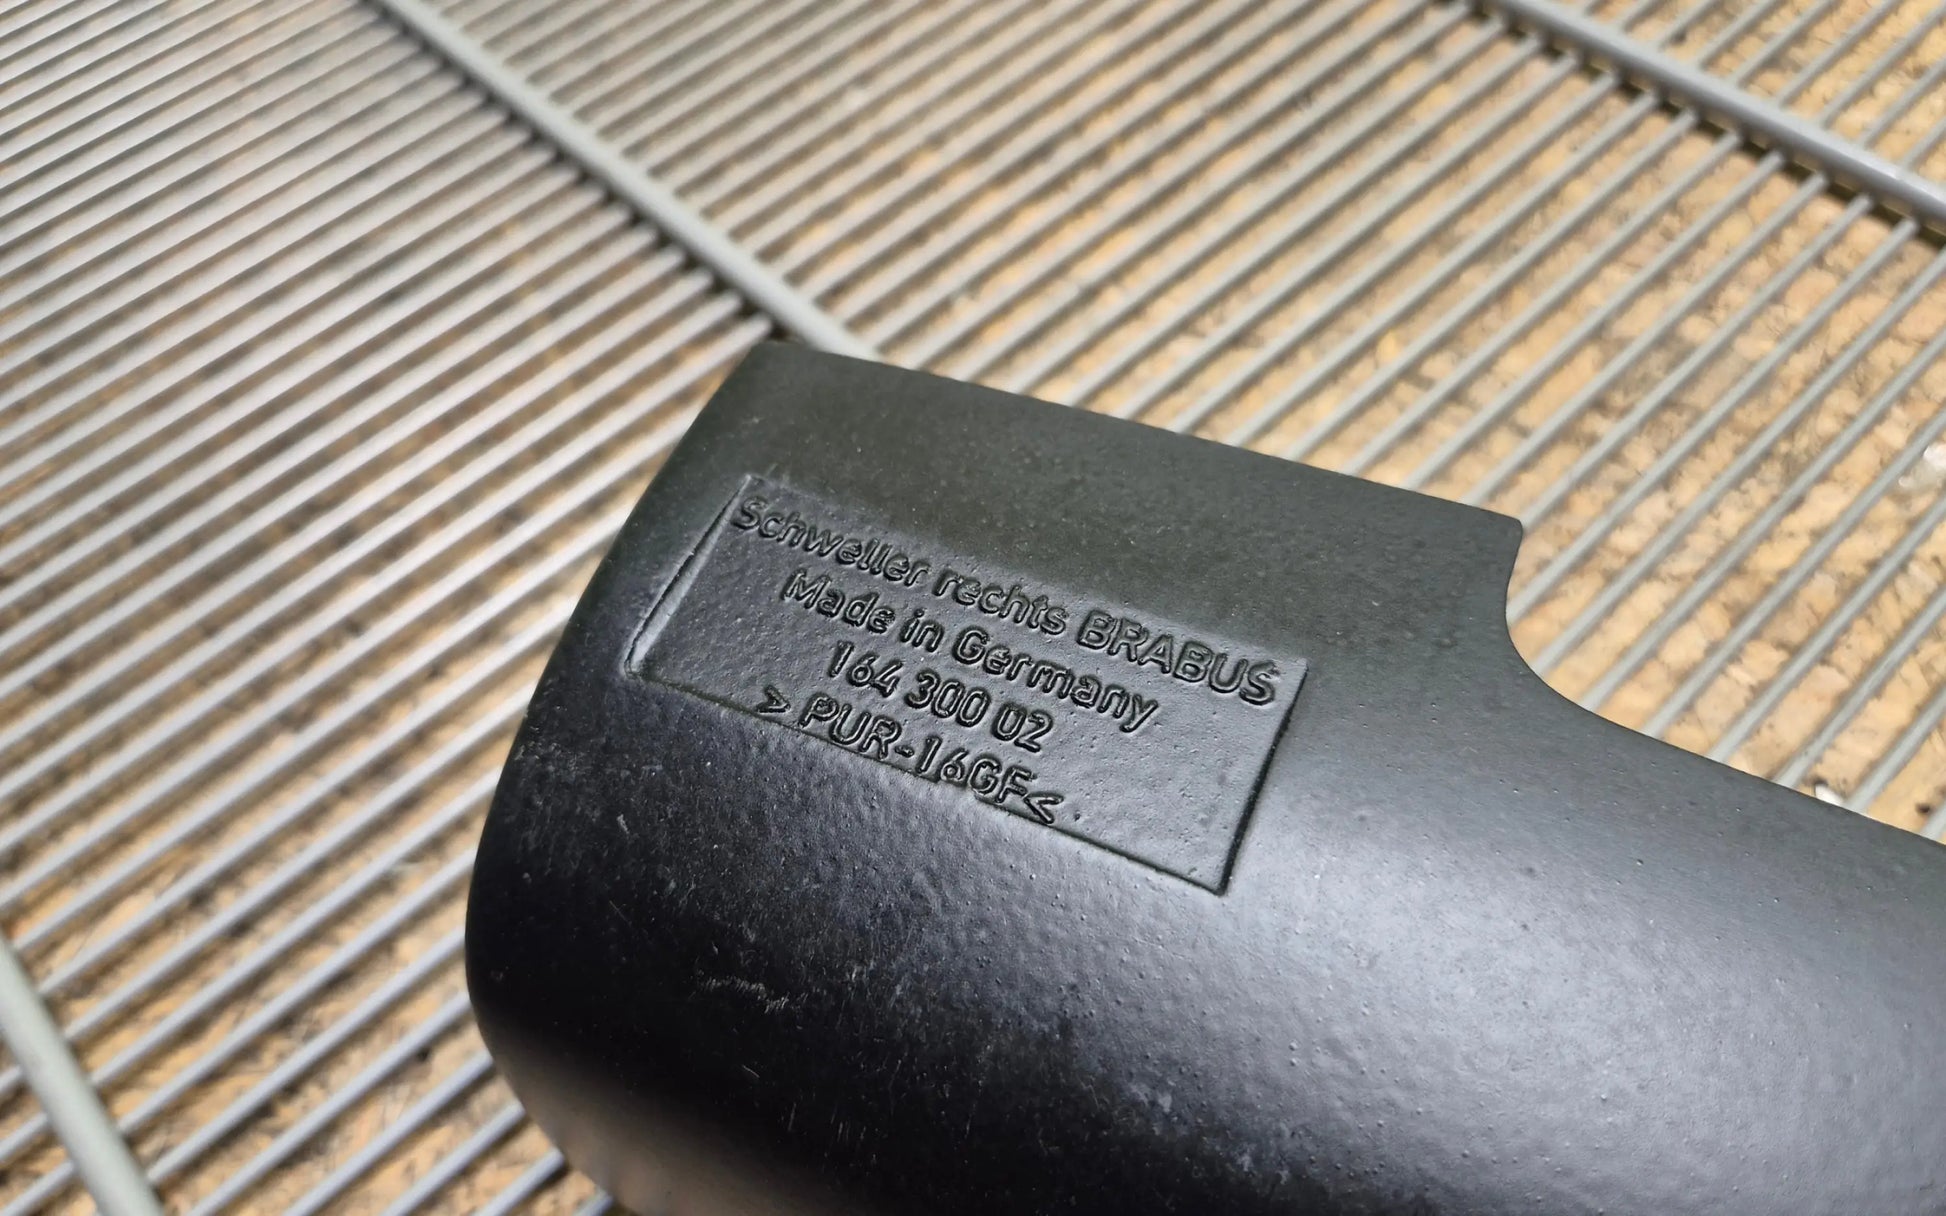 Schweller rechts BRABUS
Made in Germany
164 300 02
> PUR-16GF<